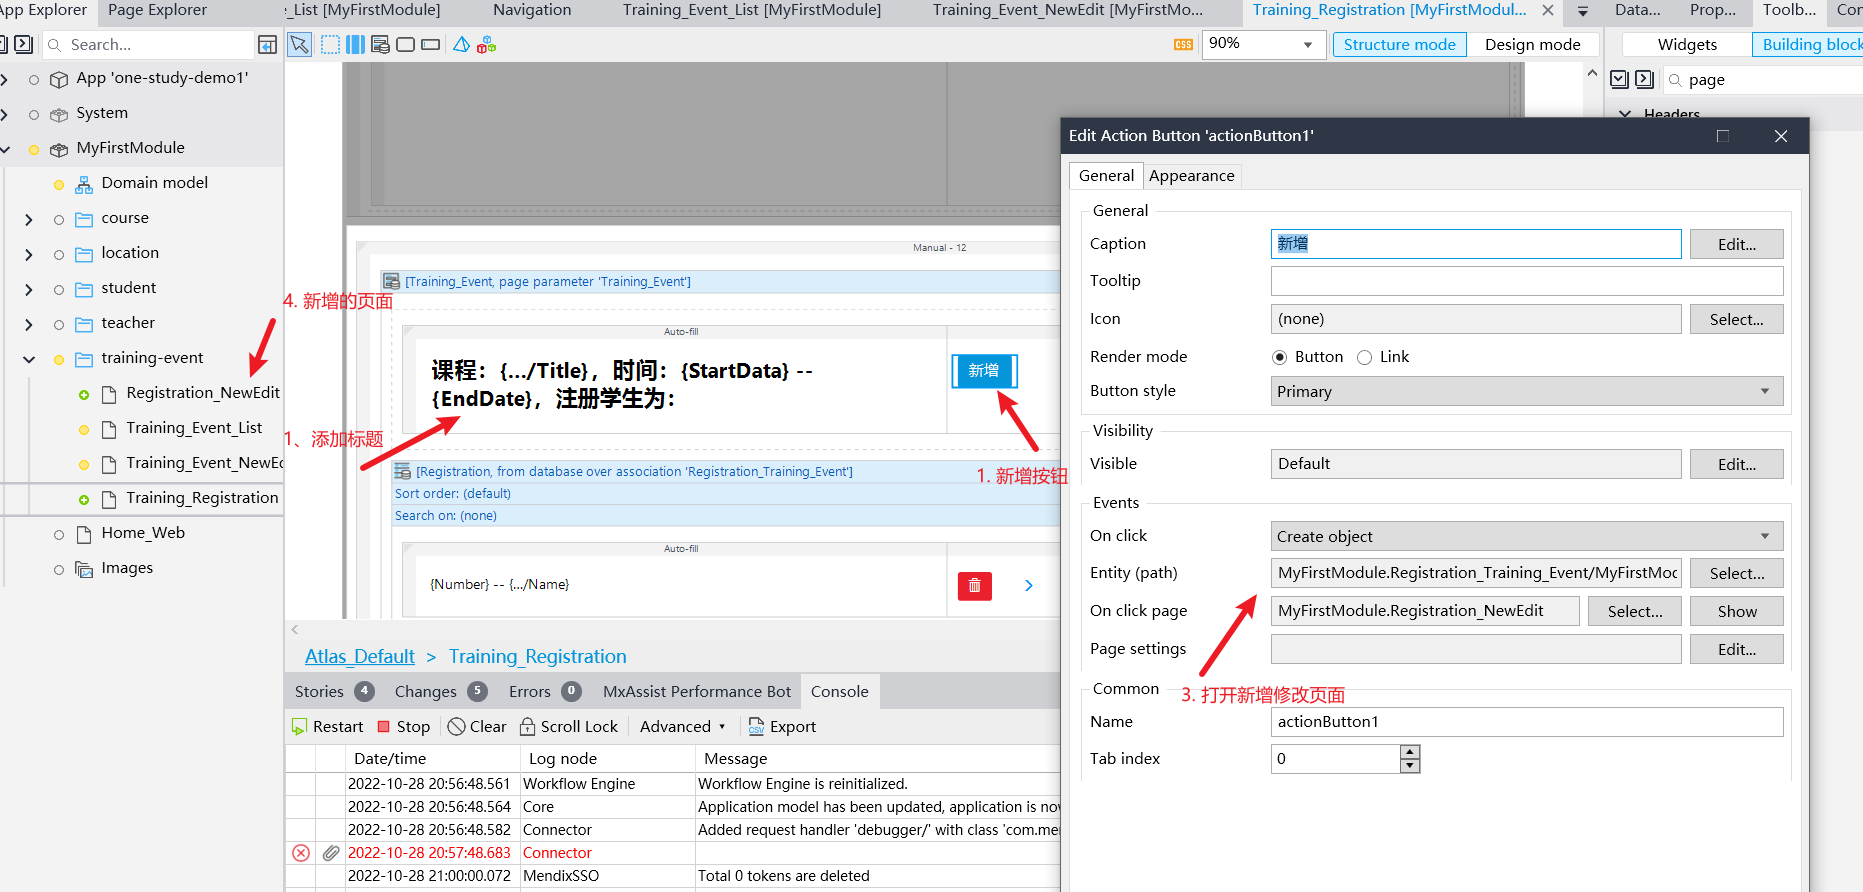 App Explorer
Page Explorer
e_List [MyFirstModule]
Navigation
Training_Event_List [MyFirstModule]
Training_Event_NewEdit [MyFirstMo...
Training_Registration [MyFirstModul...
Data...
Prop...
Toolb...
Con
Search...
CSS
90%
Structure mode
Design mode
Widgets
Building block
page
Headers
App 'one-study-demo1'
System
MyFirstModule
Domain model
course
location
student
teacher
training-event
Registration_NewEdit
Training_Event_List
Training_Event_NewEd
Training_Registration
Home_Web
Images
4. 新增的页面
1、添加标题
1. 新增按钮
3. 打开新增修改页面
Manual - 12
[Training_Event, page parameter 'Training_Event']
Auto-fill
课程：{.../Title}，时间：{StartData} --
{EndDate}，注册学生为：
新增
[Registration, from database over association 'Registration_Training_Event']
Sort order: (default)
Search on: (none)
Auto-fill
{Number} -- {.../Name}
Atlas_Default > Training_Registration
Stories 4
Changes 5
Errors 0
MxAssist Performance Bot
Console
Restart
Stop
Clear
Scroll Lock
Advanced
CSV
Export
Date/time Log node Message
2022-10-28 20:56:48.561 Workflow Engine Workflow Engine is reinitialized.
2022-10-28 20:56:48.564 Core Application model has been updated, application is now
2022-10-28 20:56:48.582 Connector Added request handler 'debugger/' with class 'com.mer
2022-10-28 20:57:48.683 Connector
2022-10-28 21:00:00.072 MendixSSO Total 0 tokens are deleted
Edit Action Button 'actionButton1'
General
Appearance
General
Caption 新增 Edit...
Tooltip
Icon (none) Select...
Render mode Button Link
Button style Primary
Visibility
Visible Default Edit...
Events
On click Create object
Entity (path) MyFirstModule.Registration_Training_Event/MyFirstMod Select...
On click page MyFirstModule.Registration_NewEdit Select... Show
Page settings Edit...
Common
Name actionButton1
Tab index 0